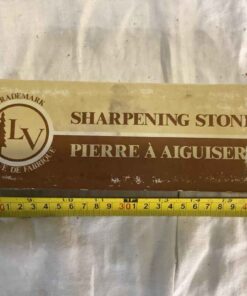 TRADEMARK
LV
DE FABRIQUE
SHARPENING STONE
PIERRE À AIGUISER